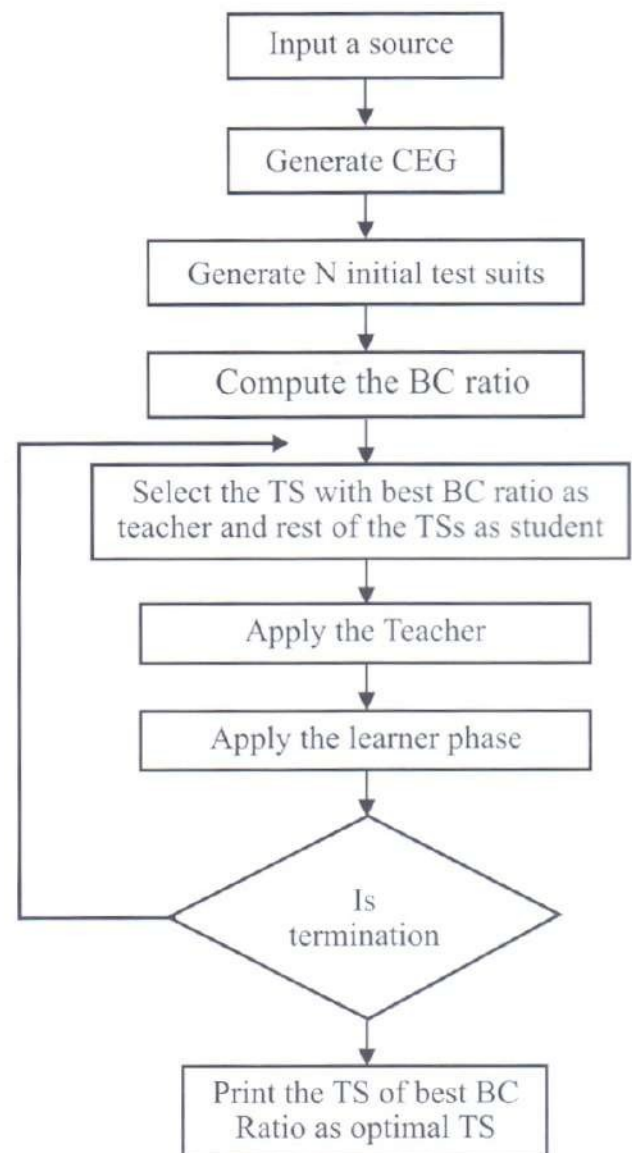 Input a source
Generate CEG
Generate N initial test suits
Compute the BC ratio
Select the TS with best BC ratio as
teacher and rest of the TSs as student
Apply the Teacher
Apply the learner phase
Is
termination
Print the TS of best BC
Ratio as optimal TS